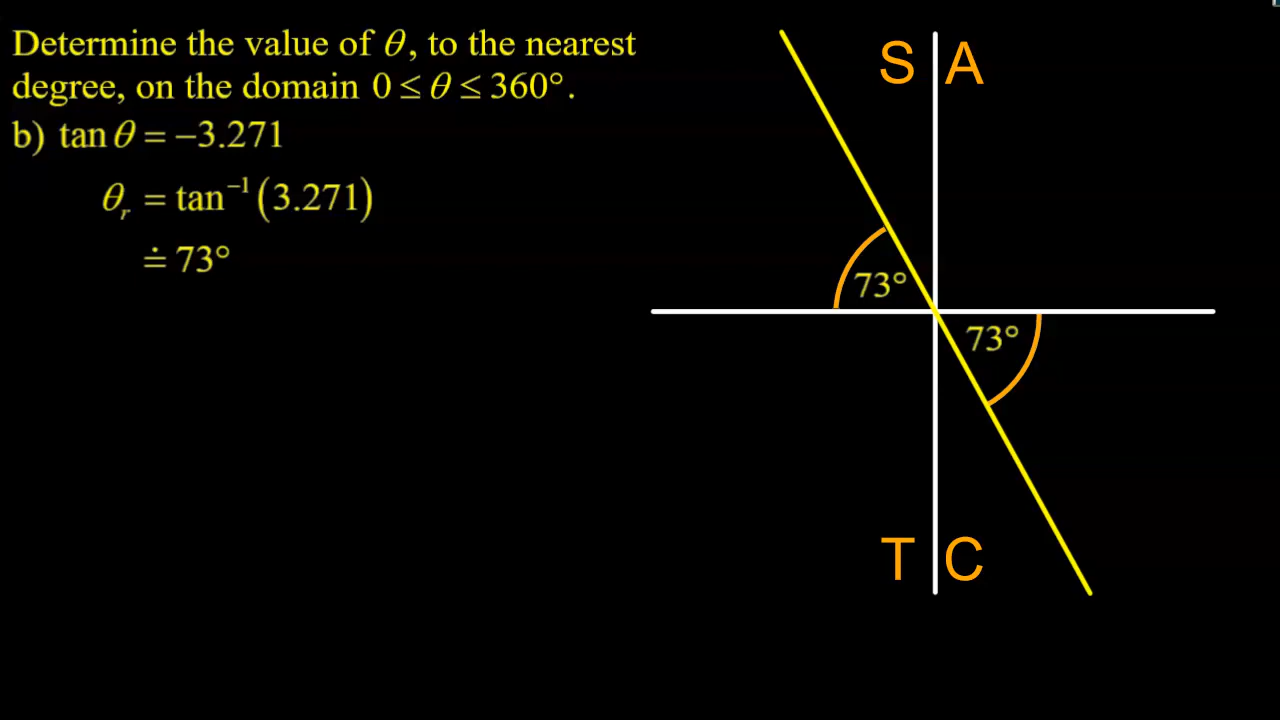 Determine the value of θ, to the nearest
degree, on the domain 0 ≤ θ ≤ 360°.
b) tan θ = −3.271
θᵣ = tan⁻¹(3.271)
≐ 73°
S A
73°
73°
T C